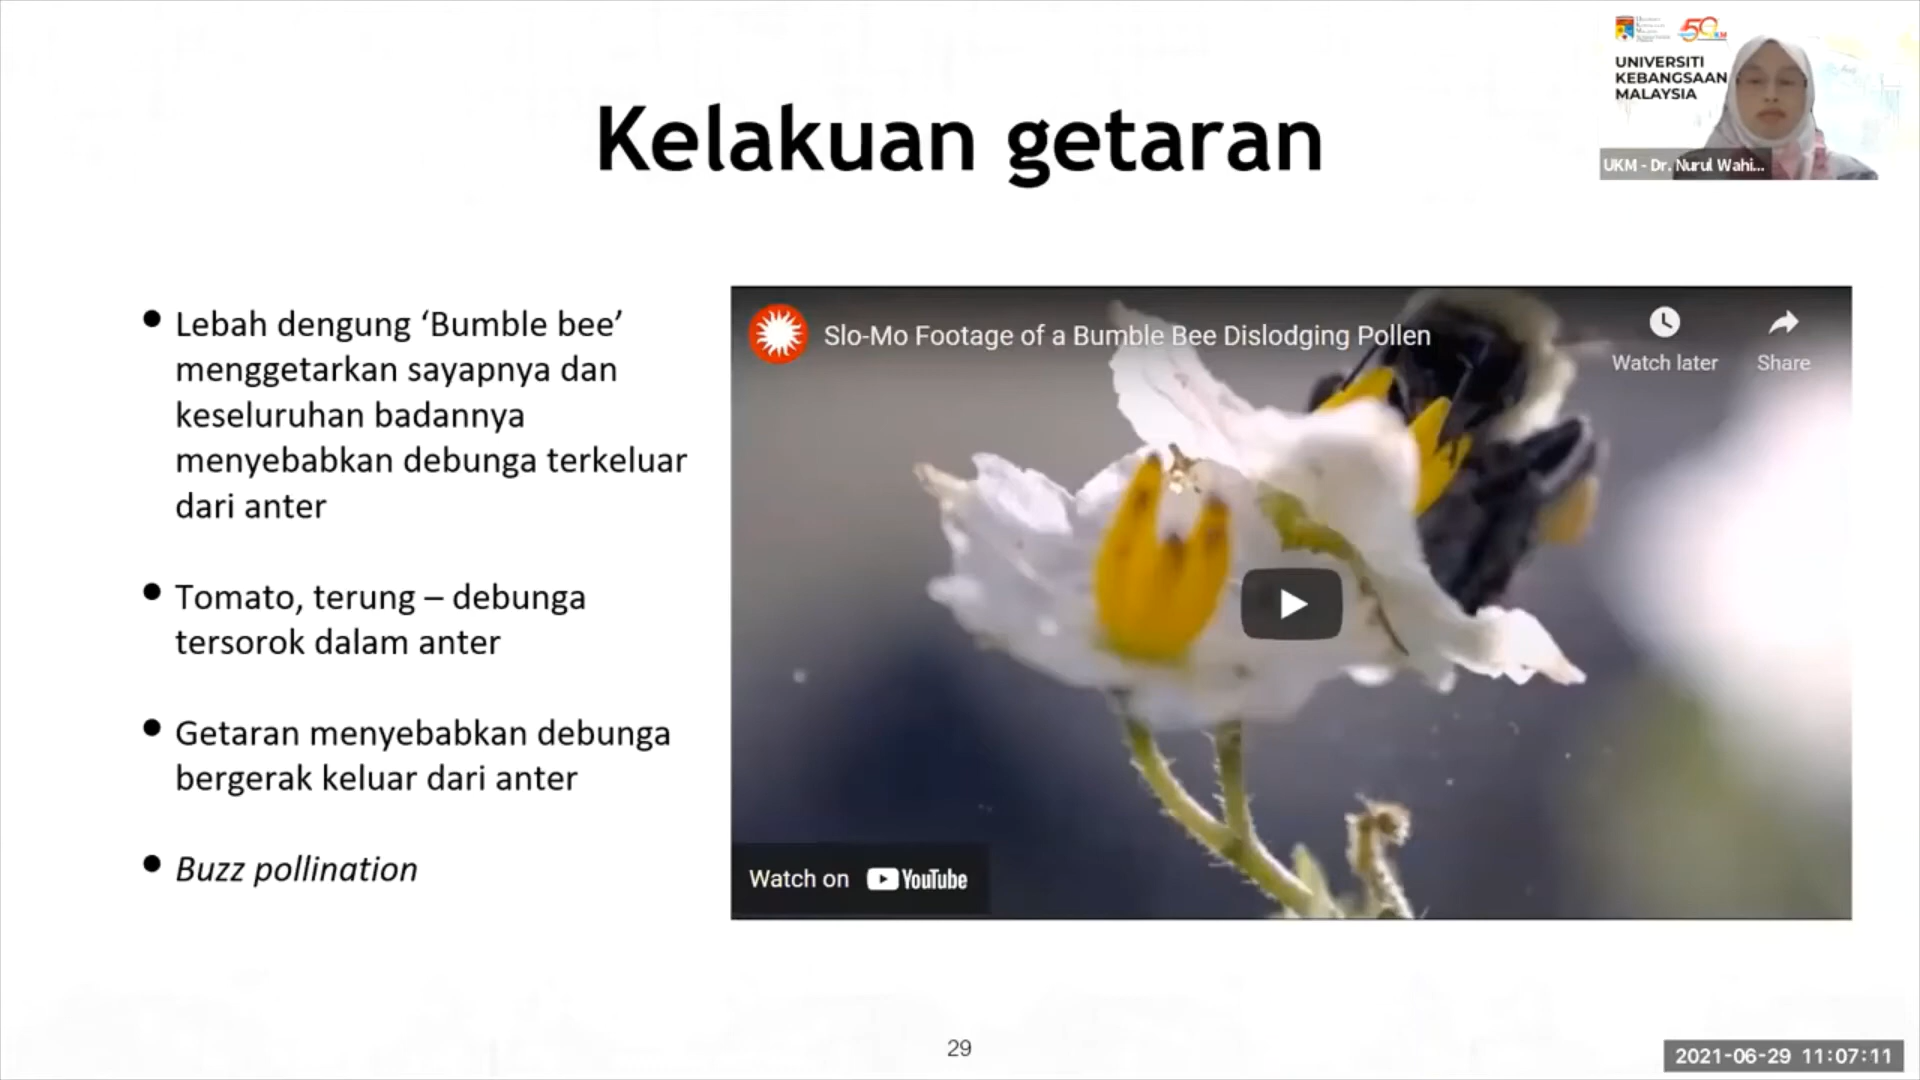 50
UKM
UNIVERSITI
KEBANGSAAN
MALAYSIA
UKM - Dr. Nurul Wahi...
Kelakuan getaran
• Lebah dengung ‘Bumble bee’
menggetarkan sayapnya dan
keseluruhan badannya
menyebabkan debunga terkeluar
dari anter
• Tomato, terung – debunga
tersorok dalam anter
• Getaran menyebabkan debunga
bergerak keluar dari anter
• Buzz pollination
Slo-Mo Footage of a Bumble Bee Dislodging Pollen
Watch later
Share
Watch on YouTube
29
2021-06-29 11:07:11